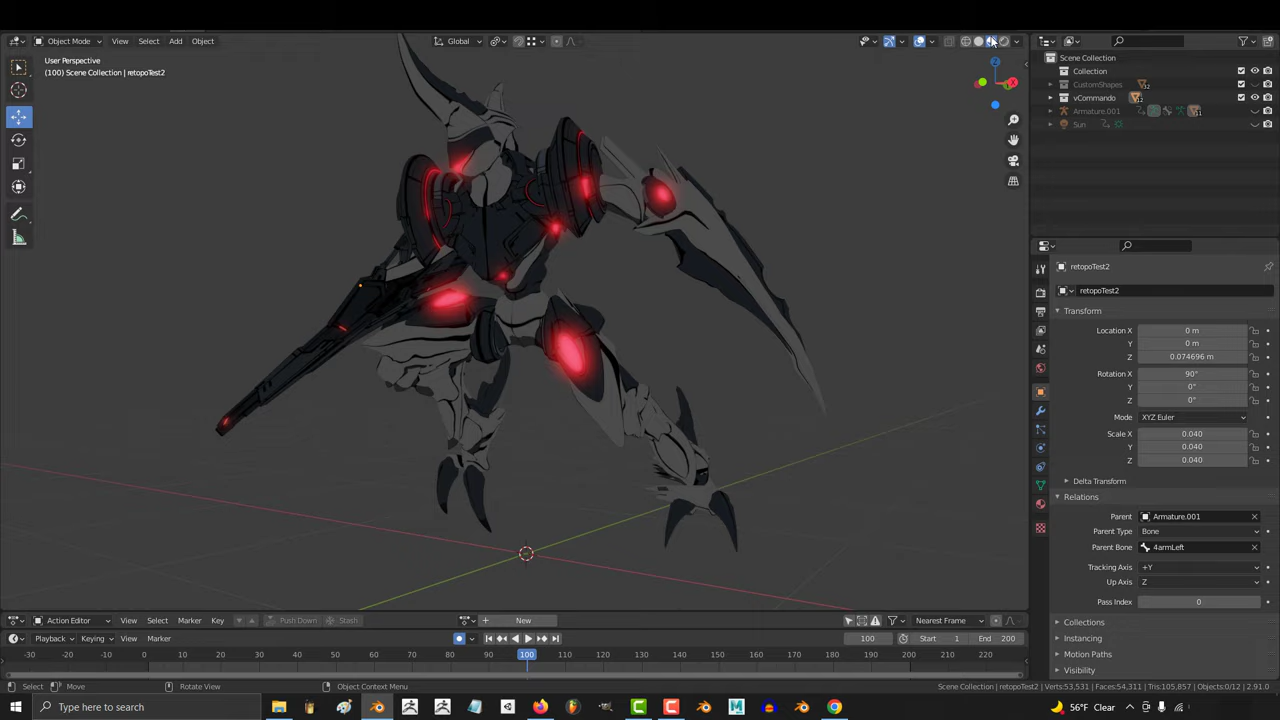 Object Mode View Select Add Object Global
User Perspective
(100) Scene Collection | retopoTest2
Z
X
Scene Collection
Collection
CustomShapes 32
vCommando 12
Armature.001
Sun
retopoTest2
retopoTest2
Transform
Location X 0 m
Y 0 m
Z 0.074696 m
Rotation X 90°
Y 0°
Z 0°
Mode XYZ Euler
Scale X 0.040
Y 0.040
Z 0.040
Delta Transform
Relations
Parent Armature.001
Parent Type Bone
Parent Bone 4armLeft
Tracking Axis +Y
Up Axis Z
Pass Index 0
Collections
Instancing
Motion Paths
Visibility
Action Editor View Select Marker Key Push Down Stash New Nearest Frame
Playback Keying View Marker 100 Start 1 End 200
-30 -20 -10 0 10 20 30 40 50 60 70 80 90 100 110 120 130 140 150 160 170 180 190 200 210 220
Select Move Rotate View Object Context Menu Scene Collection | retopoTest2 | Verts:53,531 | Faces:54,311 | Tris:105,857 | Objects:0/12 | 2.91.0
Type here to search 56°F Clear